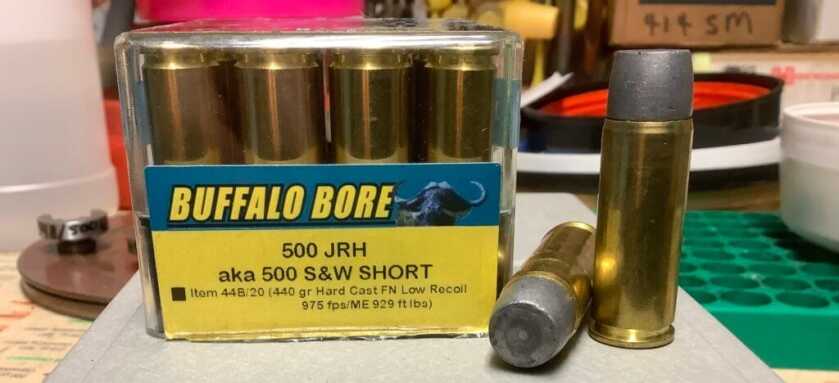 414 SM
BUFFALO BORE
500 JRH
aka 500 S&W SHORT
Item 44B/20 (440 gr Hard Cast FN Low Recoil
975 fps/ME 929 ft lbs)